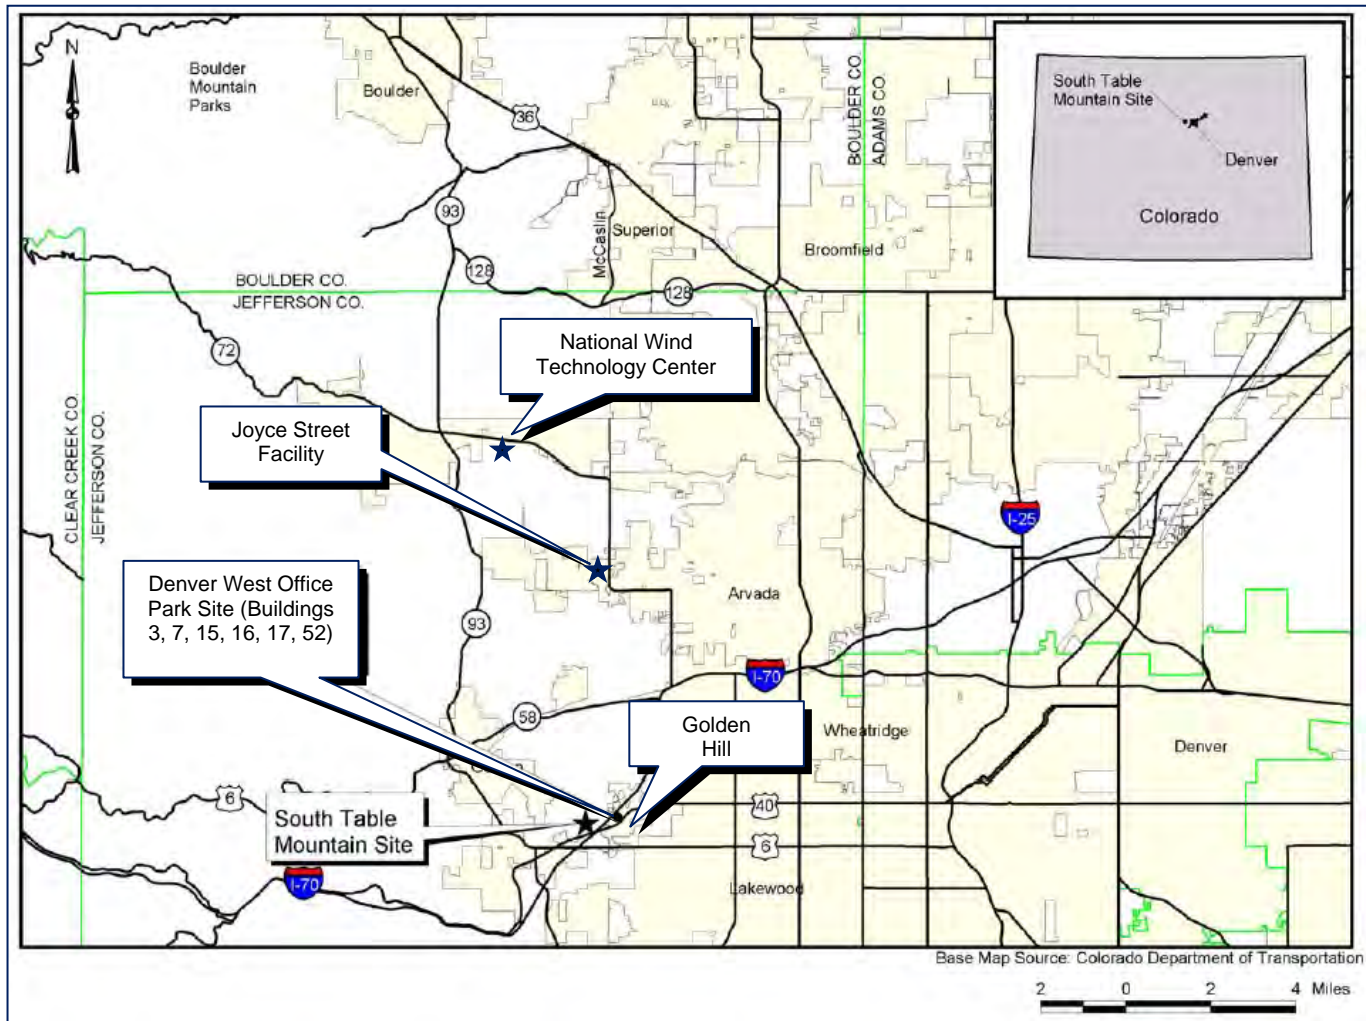 N
Boulder
Mountain
Parks
Boulder
36
BOULDER CO.
ADAMS CO.
South Table
Mountain Site
Denver
Colorado
93
McCaslin
Superior
Broomfield
128
BOULDER CO.
JEFFERSON CO.
128
72
National Wind
Technology Center
CLEAR CREEK CO.
JEFFERSON CO.
Joyce Street
Facility
I-25
Denver West Office
Park Site (Buildings
3, 7, 15, 16, 17, 52)
Arvada
93
I-70
58
Golden
Hill
Wheatridge
Denver
6
40
South Table
Mountain Site
6
I-70
Lakewood
Base Map Source: Colorado Department of Transportation
2 0 2 4 Miles